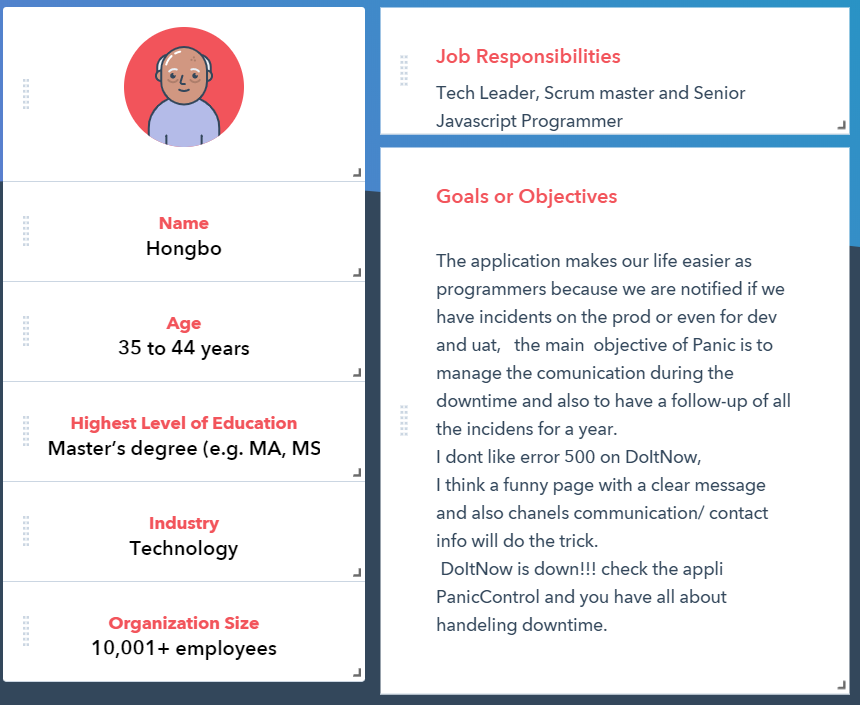 Name
Hongbo
Age
35 to 44 years
Highest Level of Education
Master's degree (e.g. MA, MS
Industry
Technology
Organization Size
10,001+ employees
Job Responsibilities
Tech Leader, Scrum master and Senior
Javascript Programmer
Goals or Objectives
The application makes our life easier as
programmers because we are notified if we
have incidents on the prod or even for dev
and uat,   the main  objective of Panic is to
manage the comunication during the
downtime and also to have a follow-up of all
the incidens for a year.
I dont like error 500 on DoItNow,
I think a funny page with a clear message
and also chanels communication/ contact
info will do the trick.
DoItNow is down!!! check the appli
PanicControl and you have all about
handeling downtime.